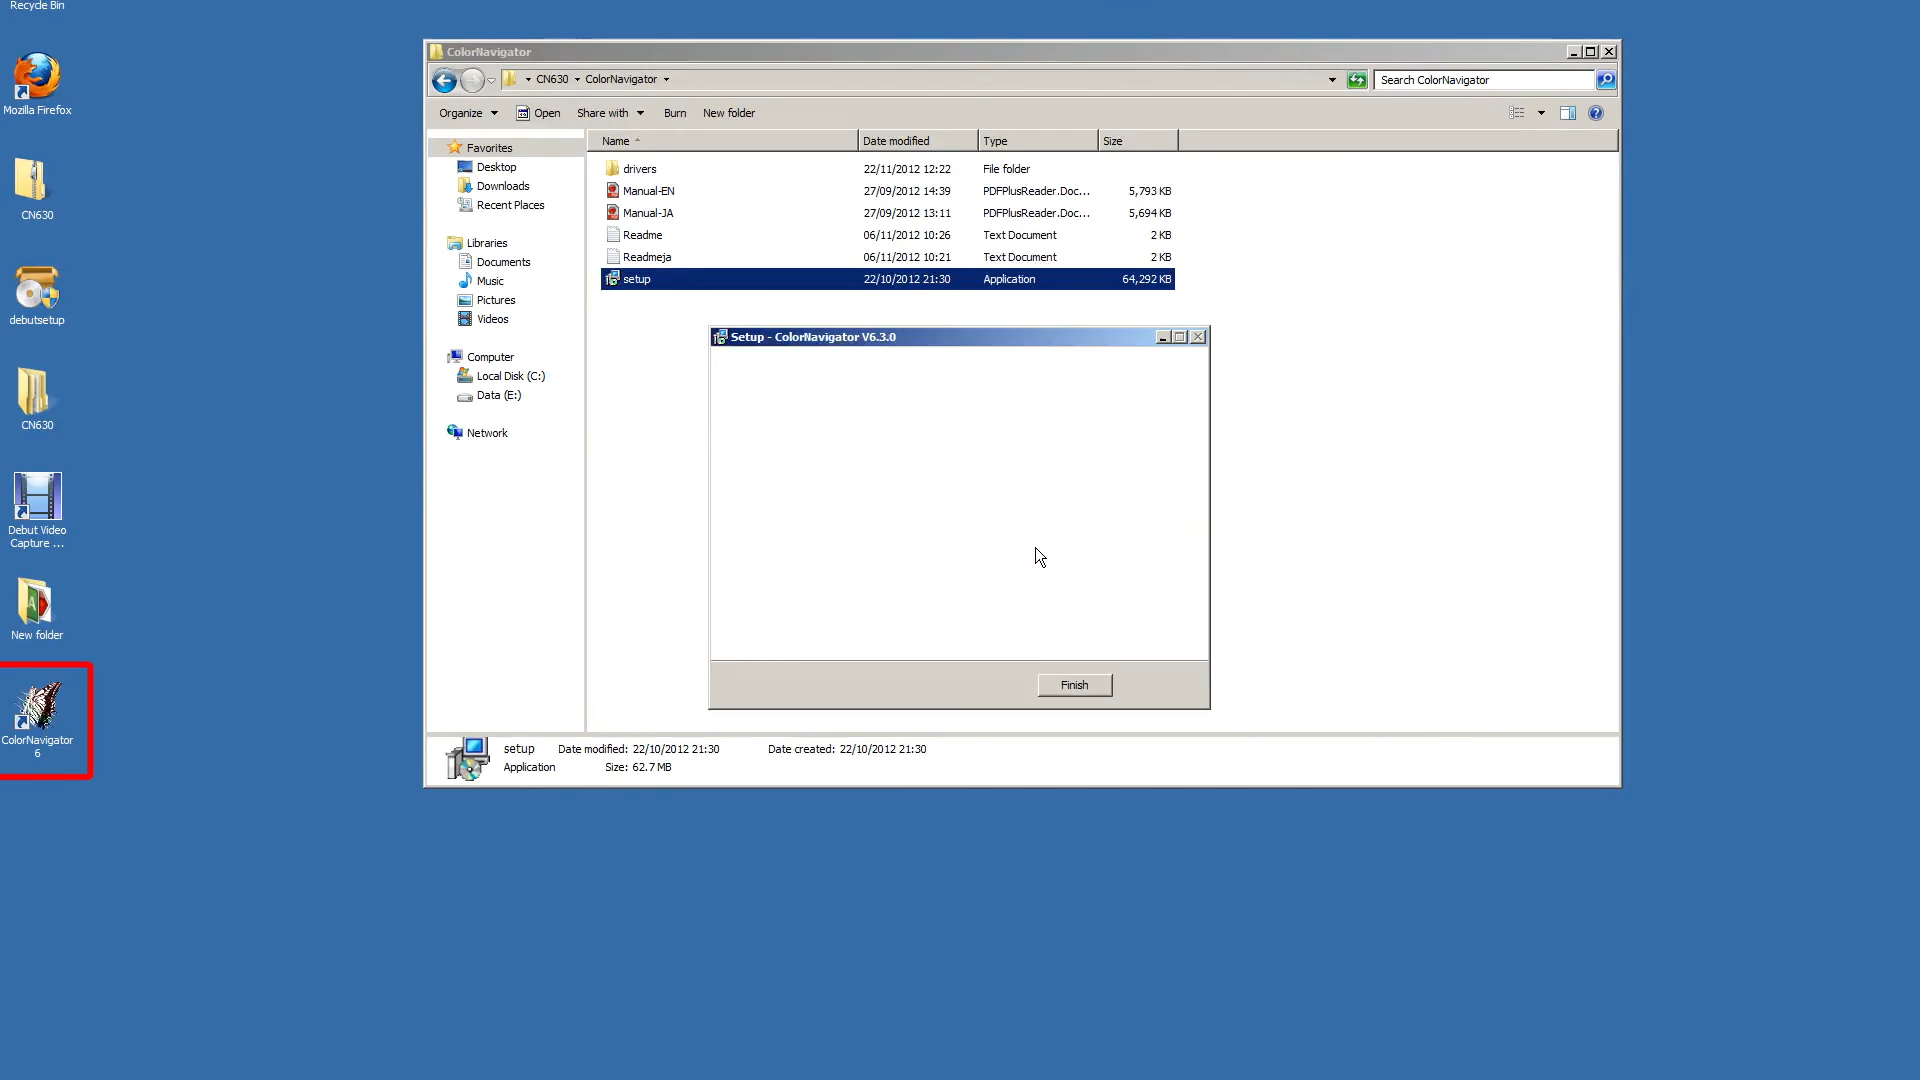 Recycle Bin
Mozilla Firefox
CN630
debutsetup
CN630
Debut Video
Capture ...
New folder
ColorNavigator
6
ColorNavigator
CN630 ColorNavigator
Search ColorNavigator
Organize Open Share with Burn New folder
Favorites
Desktop
Downloads
Recent Places
Libraries
Documents
Music
Pictures
Videos
Computer
Local Disk (C:)
Data (E:)
Network
Name Date modified Type Size
drivers 22/11/2012 12:22 File folder
Manual-EN 27/09/2012 14:39 PDFPlusReader.Doc... 5,793 KB
Manual-JA 27/09/2012 13:11 PDFPlusReader.Doc... 5,694 KB
Readme 06/11/2012 10:26 Text Document 2 KB
Readmeja 06/11/2012 10:21 Text Document 2 KB
setup 22/10/2012 21:30 Application 64,292 KB
Setup - ColorNavigator V6.3.0
Finish
setup Date modified: 22/10/2012 21:30 Date created: 22/10/2012 21:30
Application Size: 62.7 MB